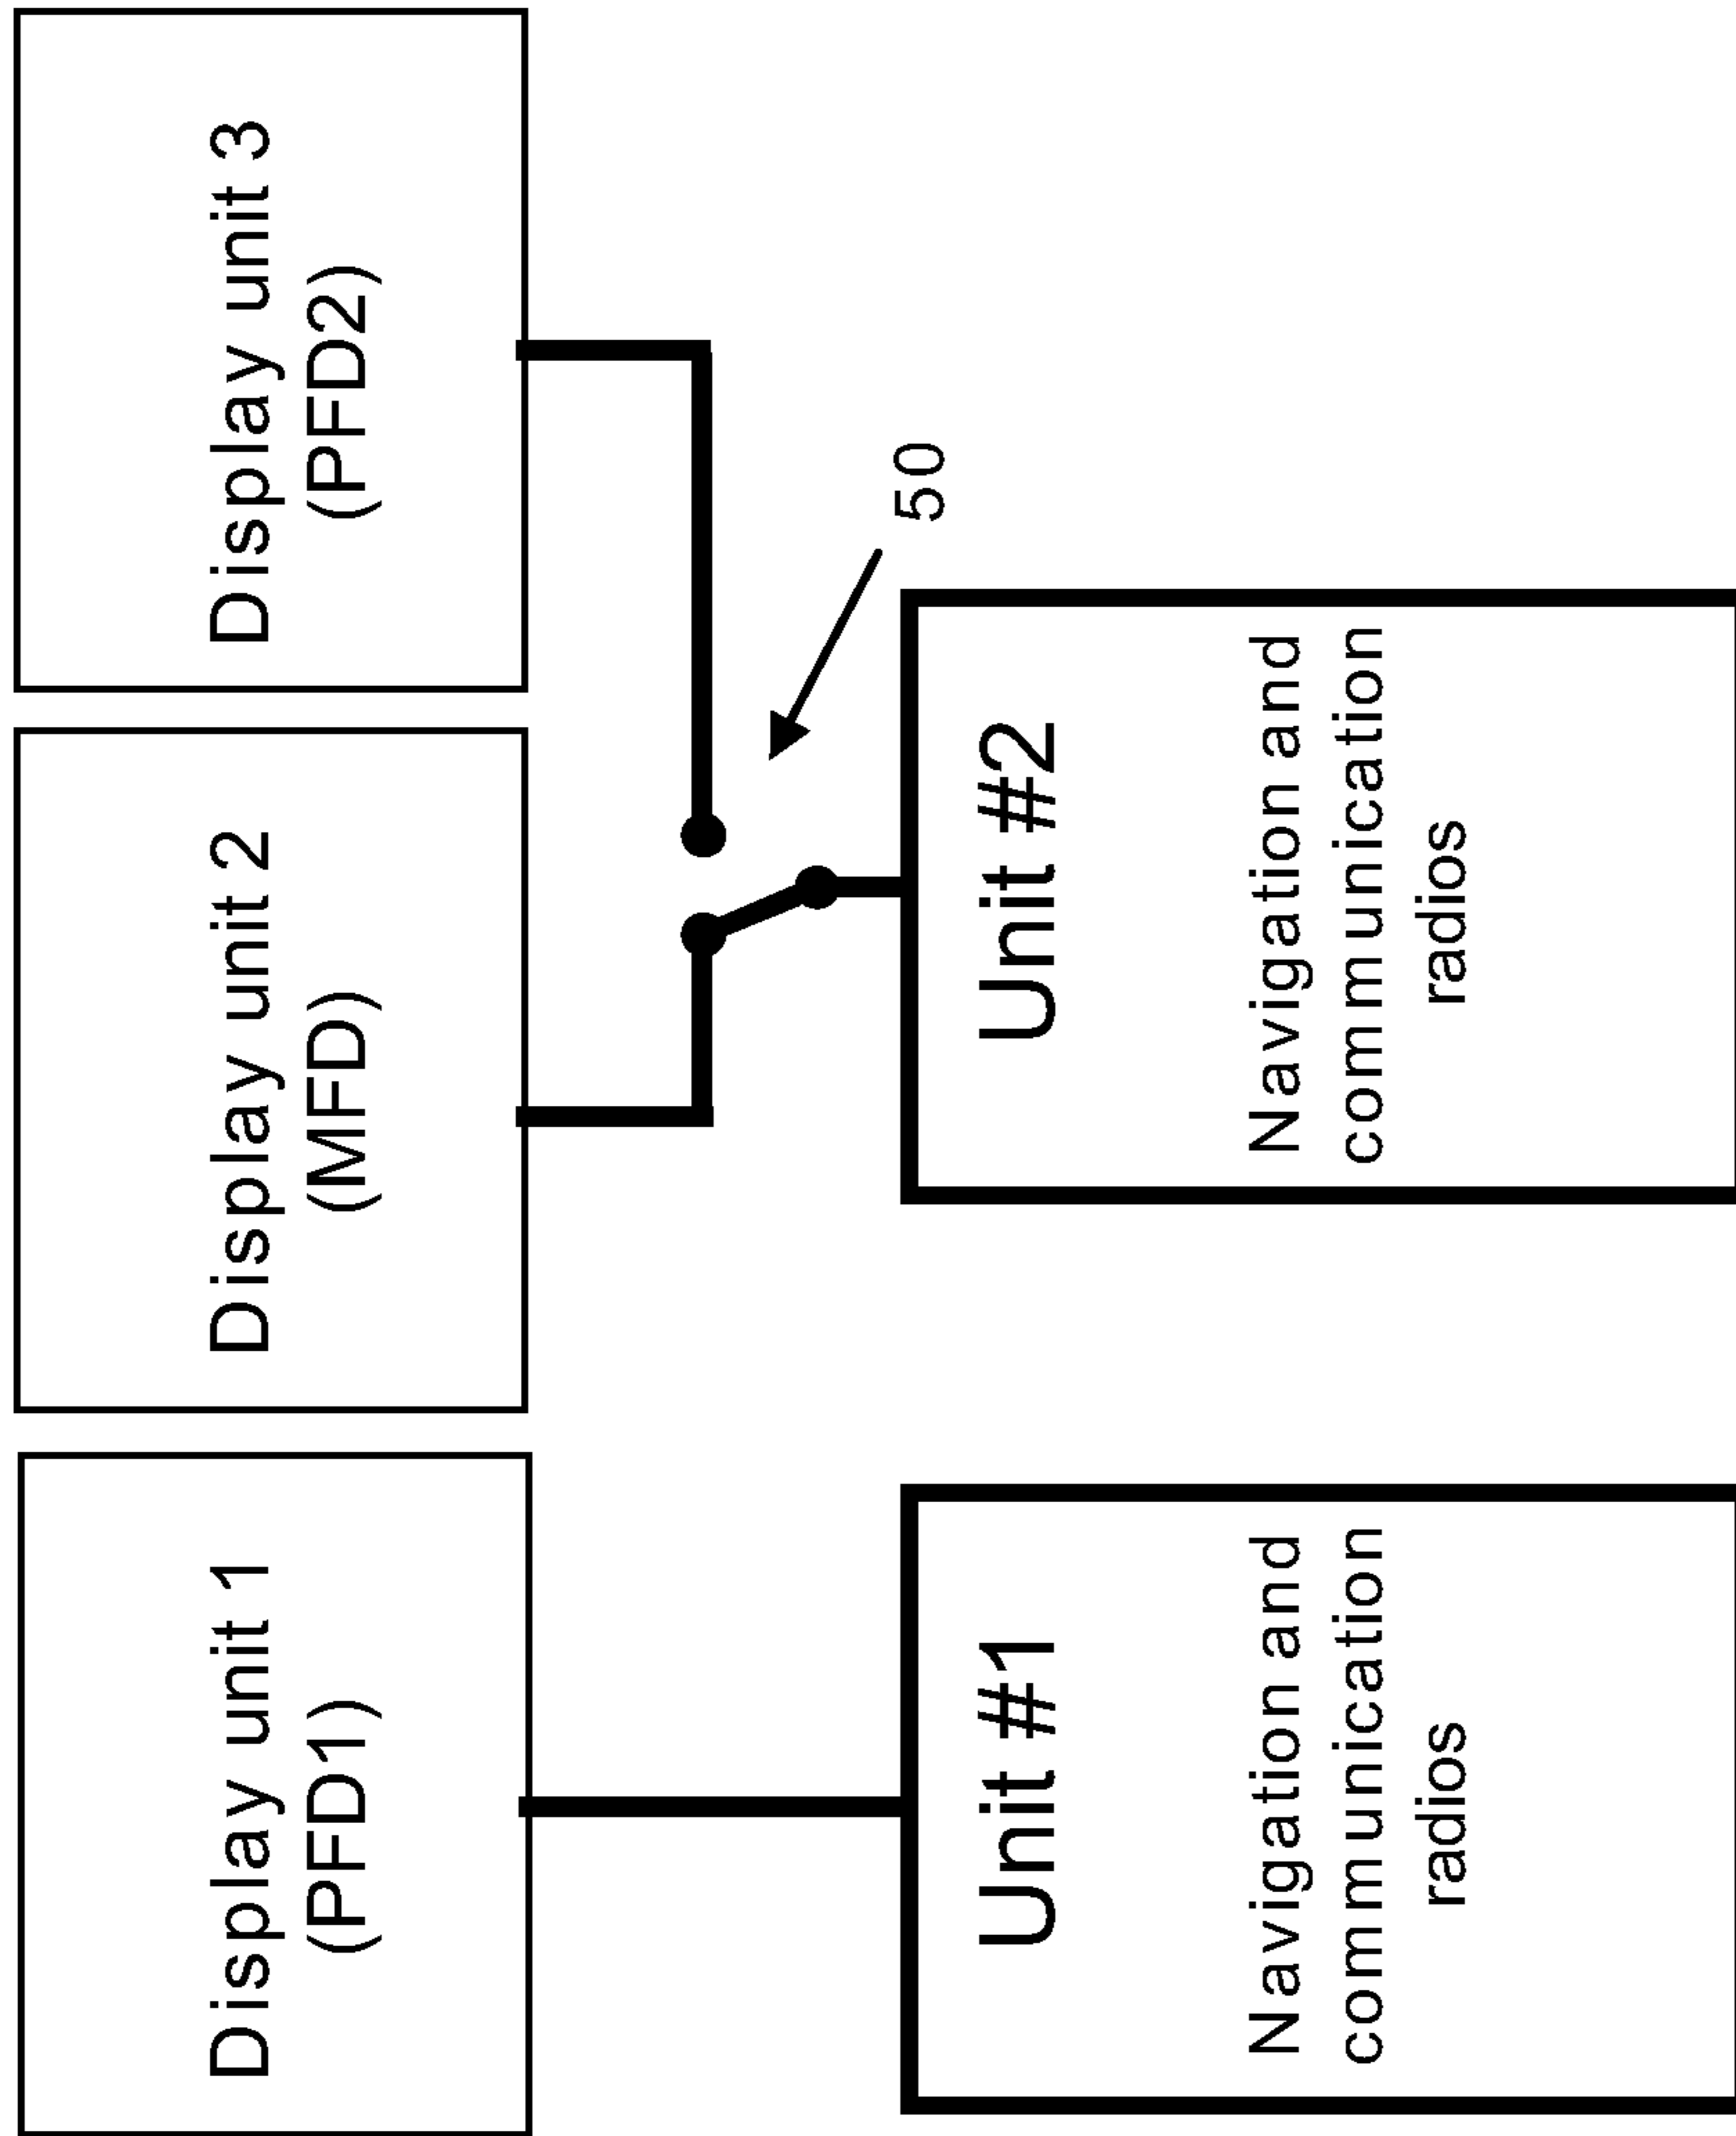 Display unit 1
(PFD1)
Display unit 2
(MFD)
Display unit 3
(PFD2)
50
Unit #1
Navigation and
communication
radios
Unit #2
Navigation and
communication
radios